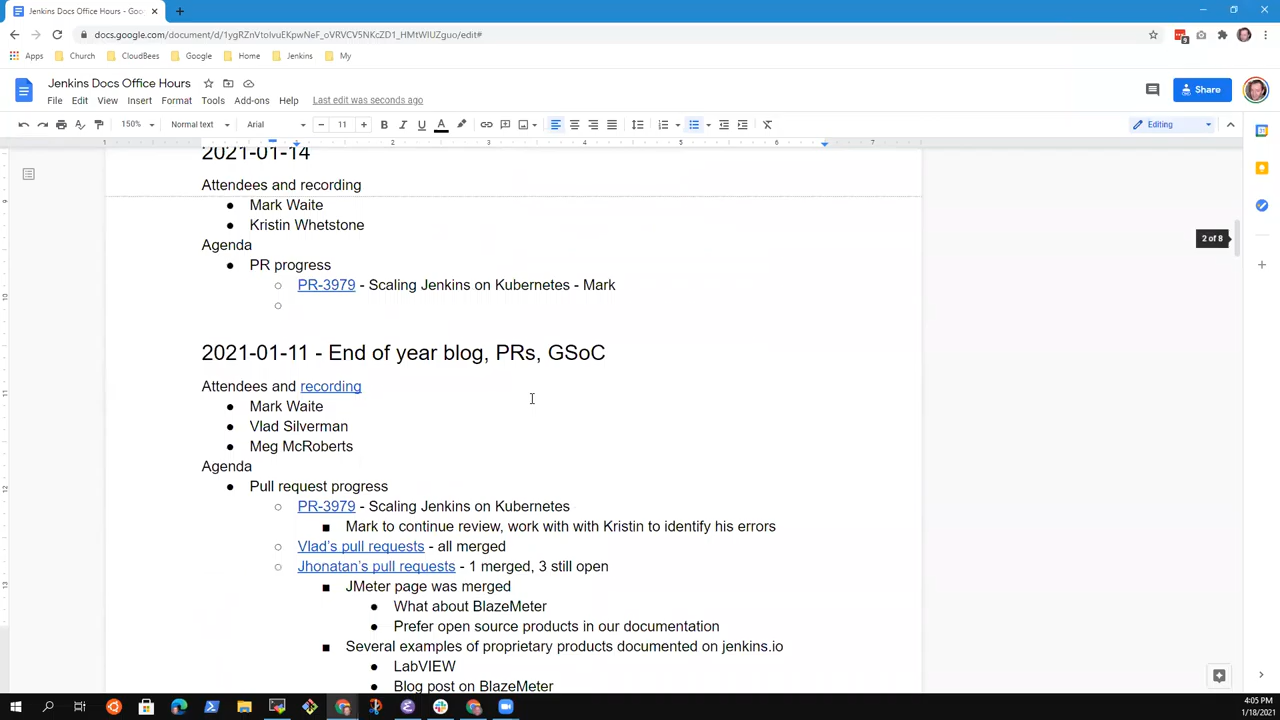 Jenkins Docs Office Hours - Goo
docs.google.com/document/d/1ygRZnVtoIvuEKpwNeF_oVRVCV5NKcZD1_HMtWIUZguo/edit#
Apps Church CloudBees Google Home Jenkins My
Jenkins Docs Office Hours
File Edit View Insert Format Tools Add-ons Help Last edit was seconds ago
Share
150% Normal text Arial 11 Editing
1 2 3 4 5 6 7
2021-01-14
Attendees and recording
● Mark Waite
● Kristin Whetstone
2 of 8
Agenda
● PR progress
○ PR-3979 - Scaling Jenkins on Kubernetes - Mark
○
2021-01-11 - End of year blog, PRs, GSoC
Attendees and recording
● Mark Waite
● Vlad Silverman
● Meg McRoberts
Agenda
● Pull request progress
○ PR-3979 - Scaling Jenkins on Kubernetes
■ Mark to continue review, work with with Kristin to identify his errors
○ Vlad's pull requests - all merged
○ Jhonatan's pull requests - 1 merged, 3 still open
■ JMeter page was merged
● What about BlazeMeter
● Prefer open source products in our documentation
■ Several examples of proprietary products documented on jenkins.io
● LabVIEW
● Blog post on BlazeMeter
4:05 PM
1/18/2021